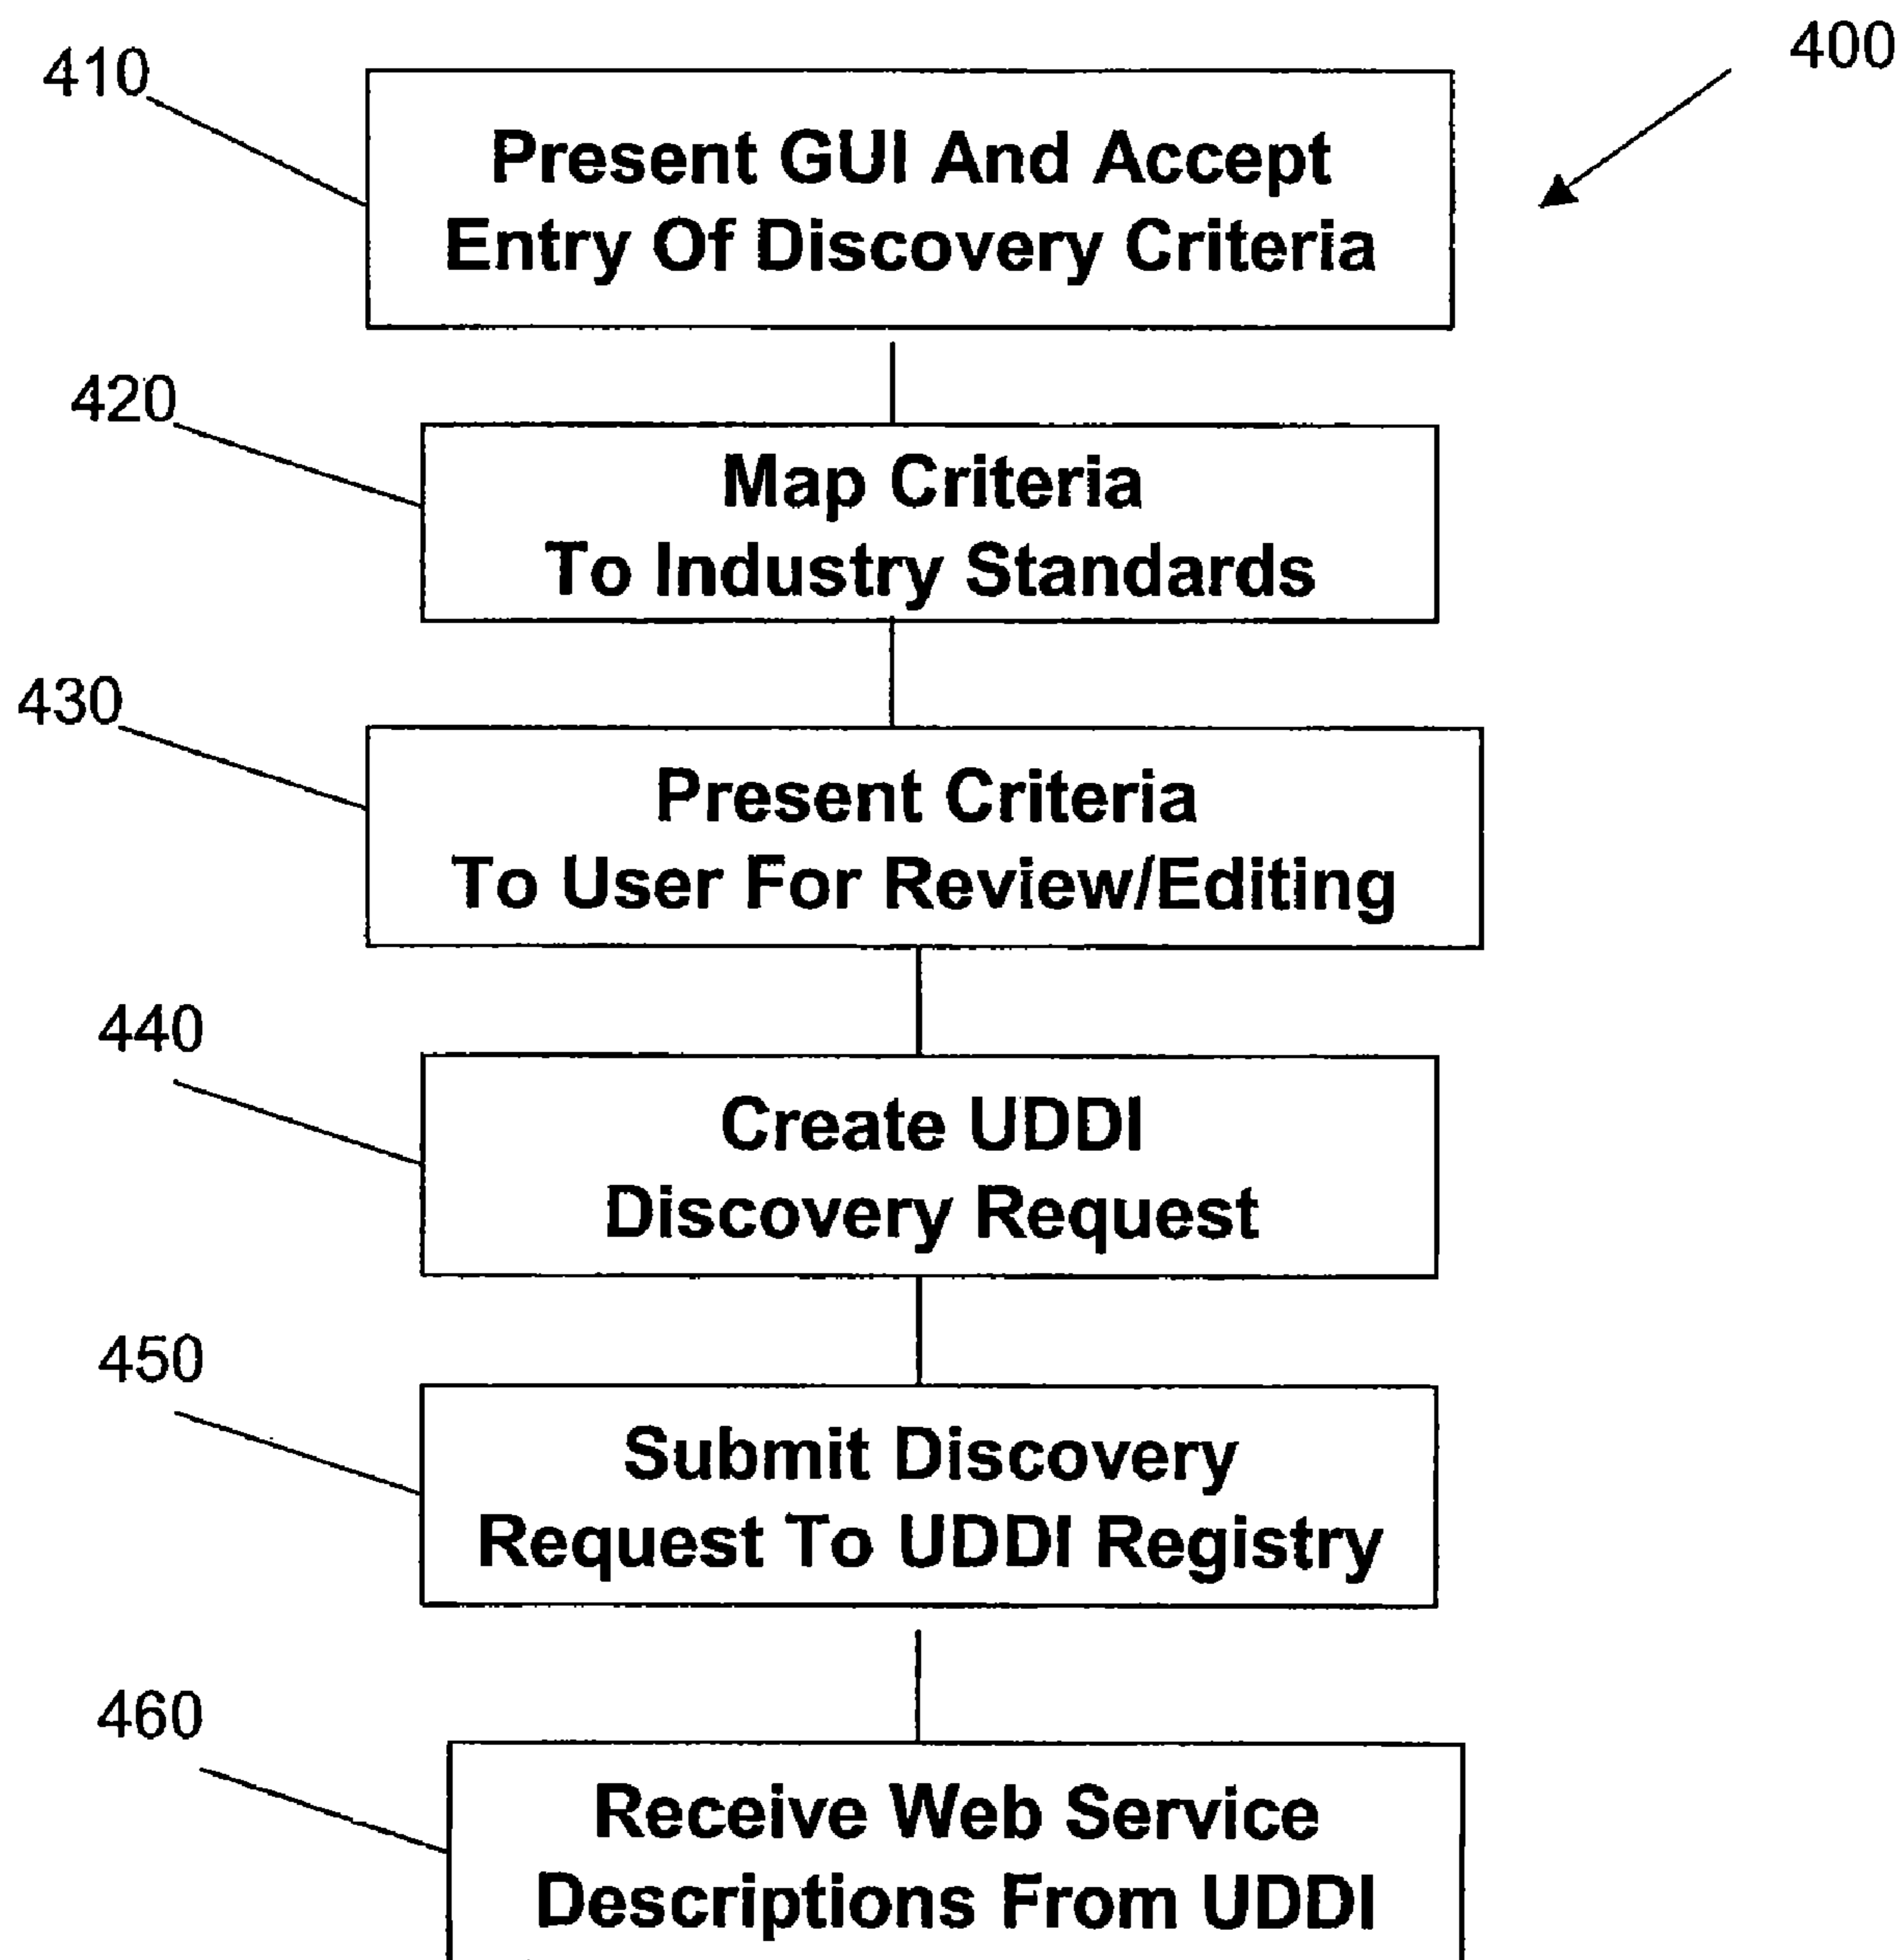 400
410
Present GUI And Accept
Entry Of Discovery Criteria
420
Map Criteria
To Industry Standards
430
Present Criteria
To User For Review/Editing
440
Create UDDI
Discovery Request
450
Submit Discovery
Request To UDDI Registry
460
Receive Web Service
Descriptions From UDDI